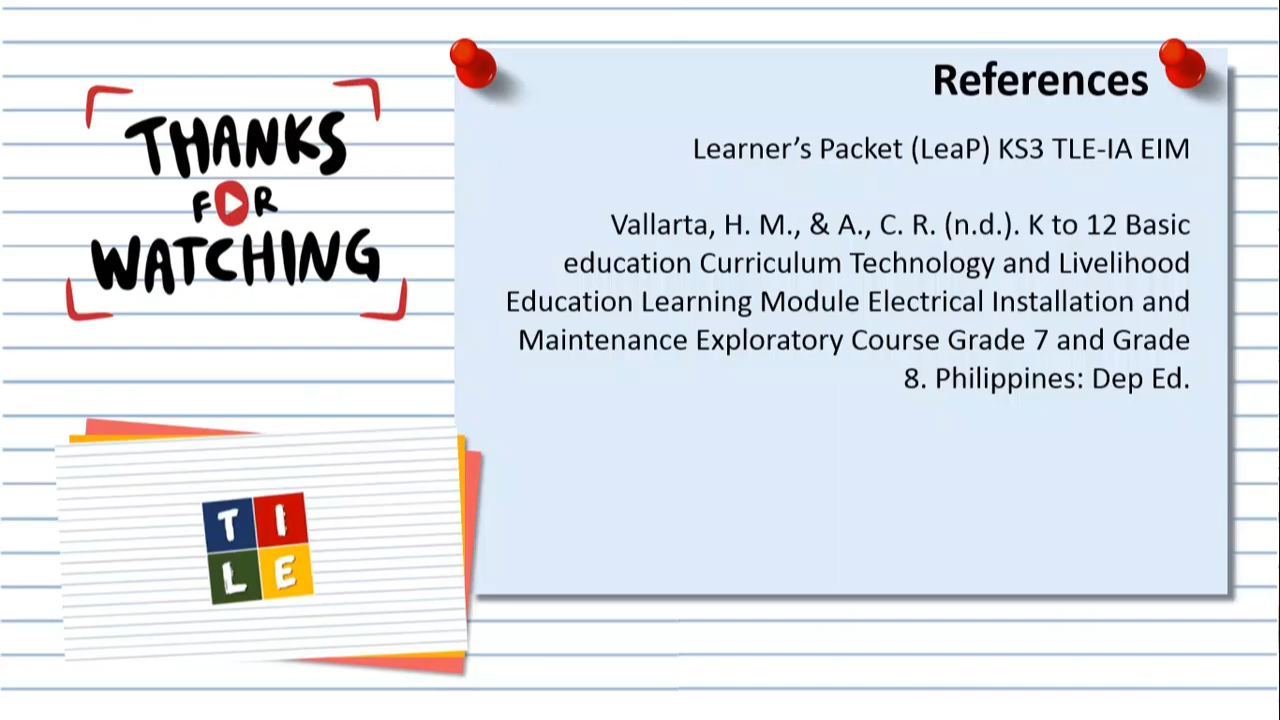 THANKS
FOR
WATCHING
References
Learner’s Packet (LeaP) KS3 TLE-IA EIM
Vallarta, H. M., & A., C. R. (n.d.). K to 12 Basic
education Curriculum Technology and Livelihood
Education Learning Module Electrical Installation and
Maintenance Exploratory Course Grade 7 and Grade
8. Philippines: Dep Ed.
T I
L E